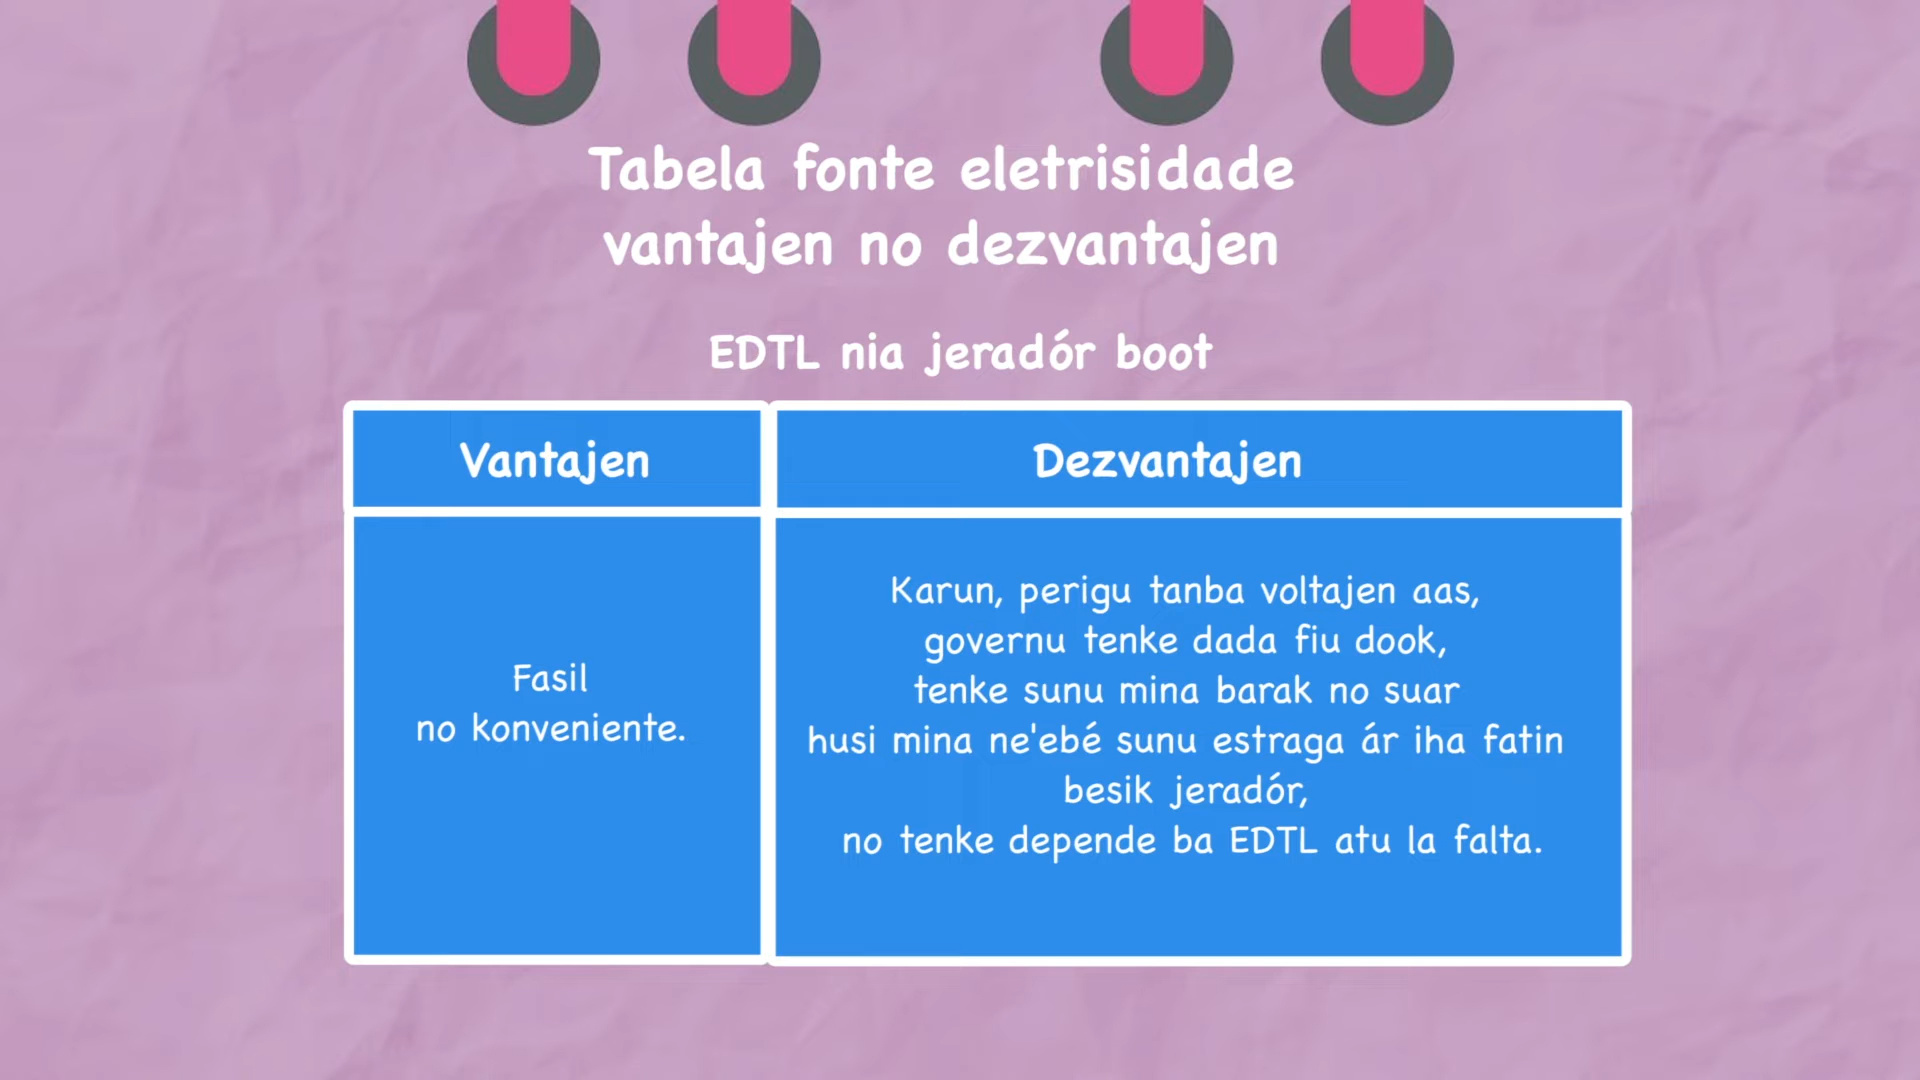 Tabela fonte eletrisidade
vantajen no dezvantajen
EDTL nia jeradór boot
Vantajen
Dezvantajen
Fasil
no konveniente.
Karun, perigu tanba voltajen aas,
governu tenke dada fiu dook,
tenke sunu mina barak no suar
husi mina ne'ebé sunu estraga ár iha fatin
besik jeradór,
no tenke depende ba EDTL atu la falta.